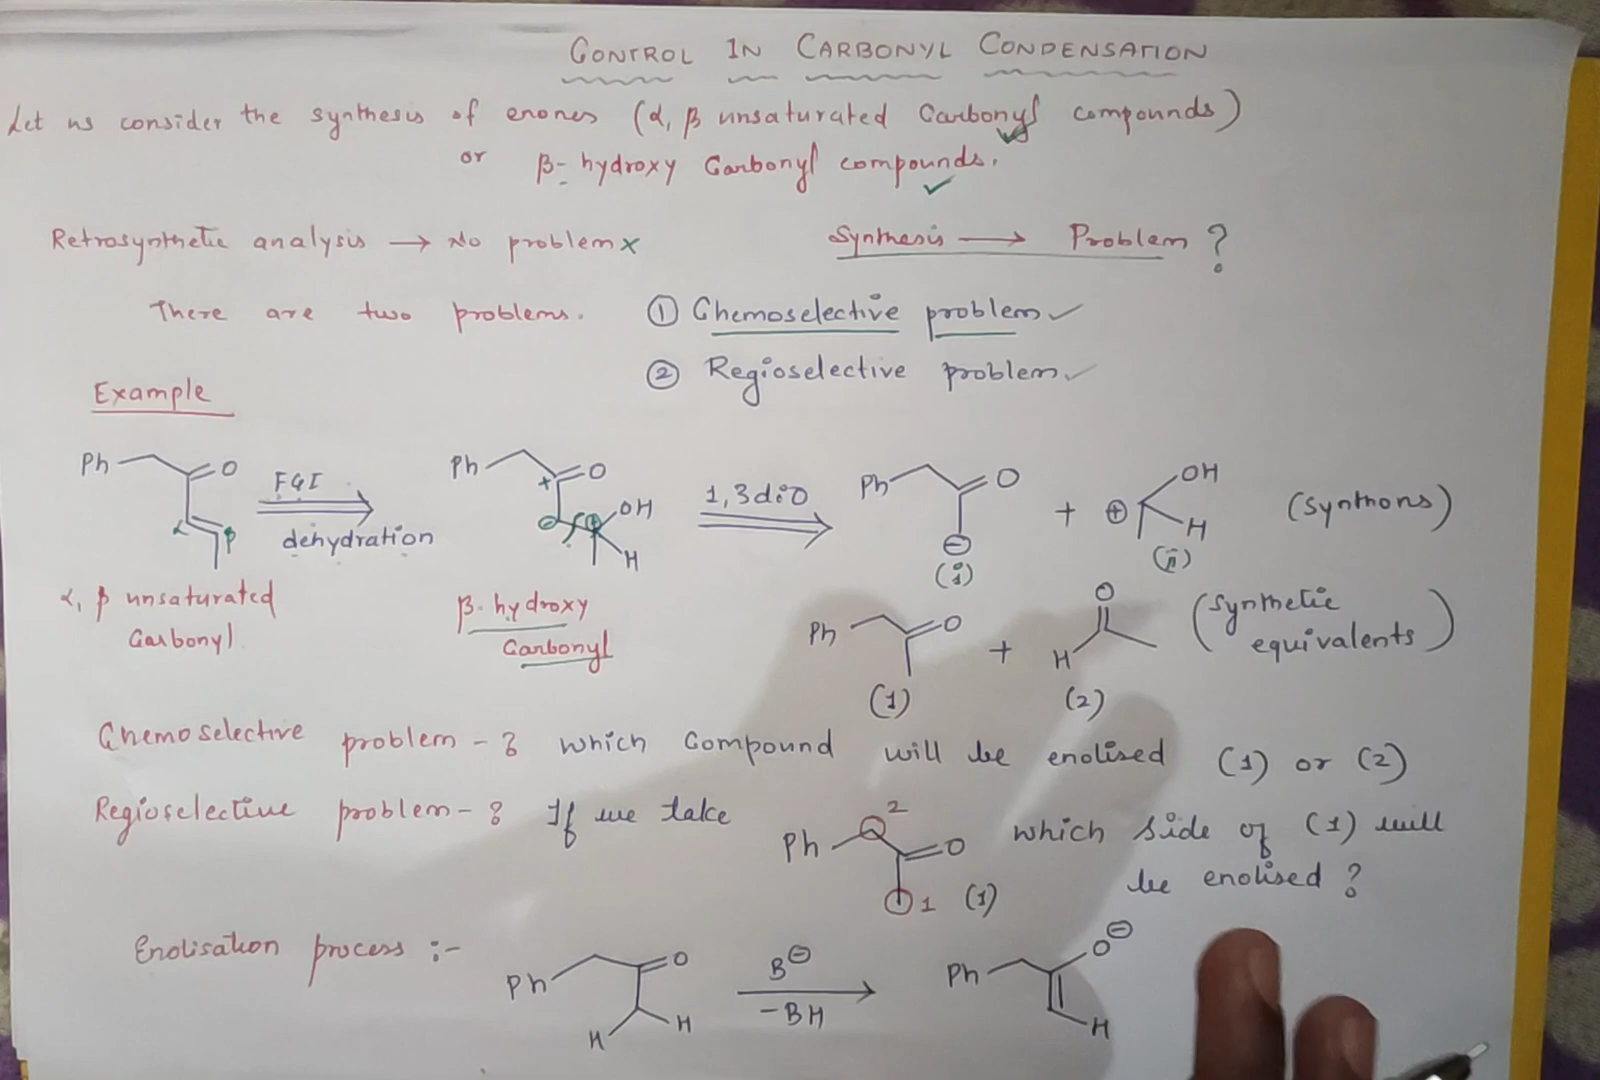 CONTROL IN CARBONYL CONDENSATION
Let us consider the synthesis of enones (α, β unsaturated Carbonyl compounds)
or β- hydroxy Carbonyl compounds.
Retrosynthetic analysis → No problem x Synthesis → Problem ?
There are two problems. ① Chemoselective problem ✓
② Regioselective problem ✓
Example
Ph O FGI dehydration Ph O OH H 1,3 diO Ph O ⊖ (i) + ⊕ OH H (ii) (Synthons)
α β + ⊖ ⊕
α, β unsaturated Carbonyl
β- hydroxy Carbonyl
Ph O (1) + O H (2) (Synthetic equivalents)
Chemoselective problem - ? which Compound will be enolised (1) or (2)
Regioselective problem - ? If we take Ph 2 O 1 (1) which side of (1) will be enolised ?
Enolisation process :- Ph O H H B⊖ -BH → Ph O⊖ H